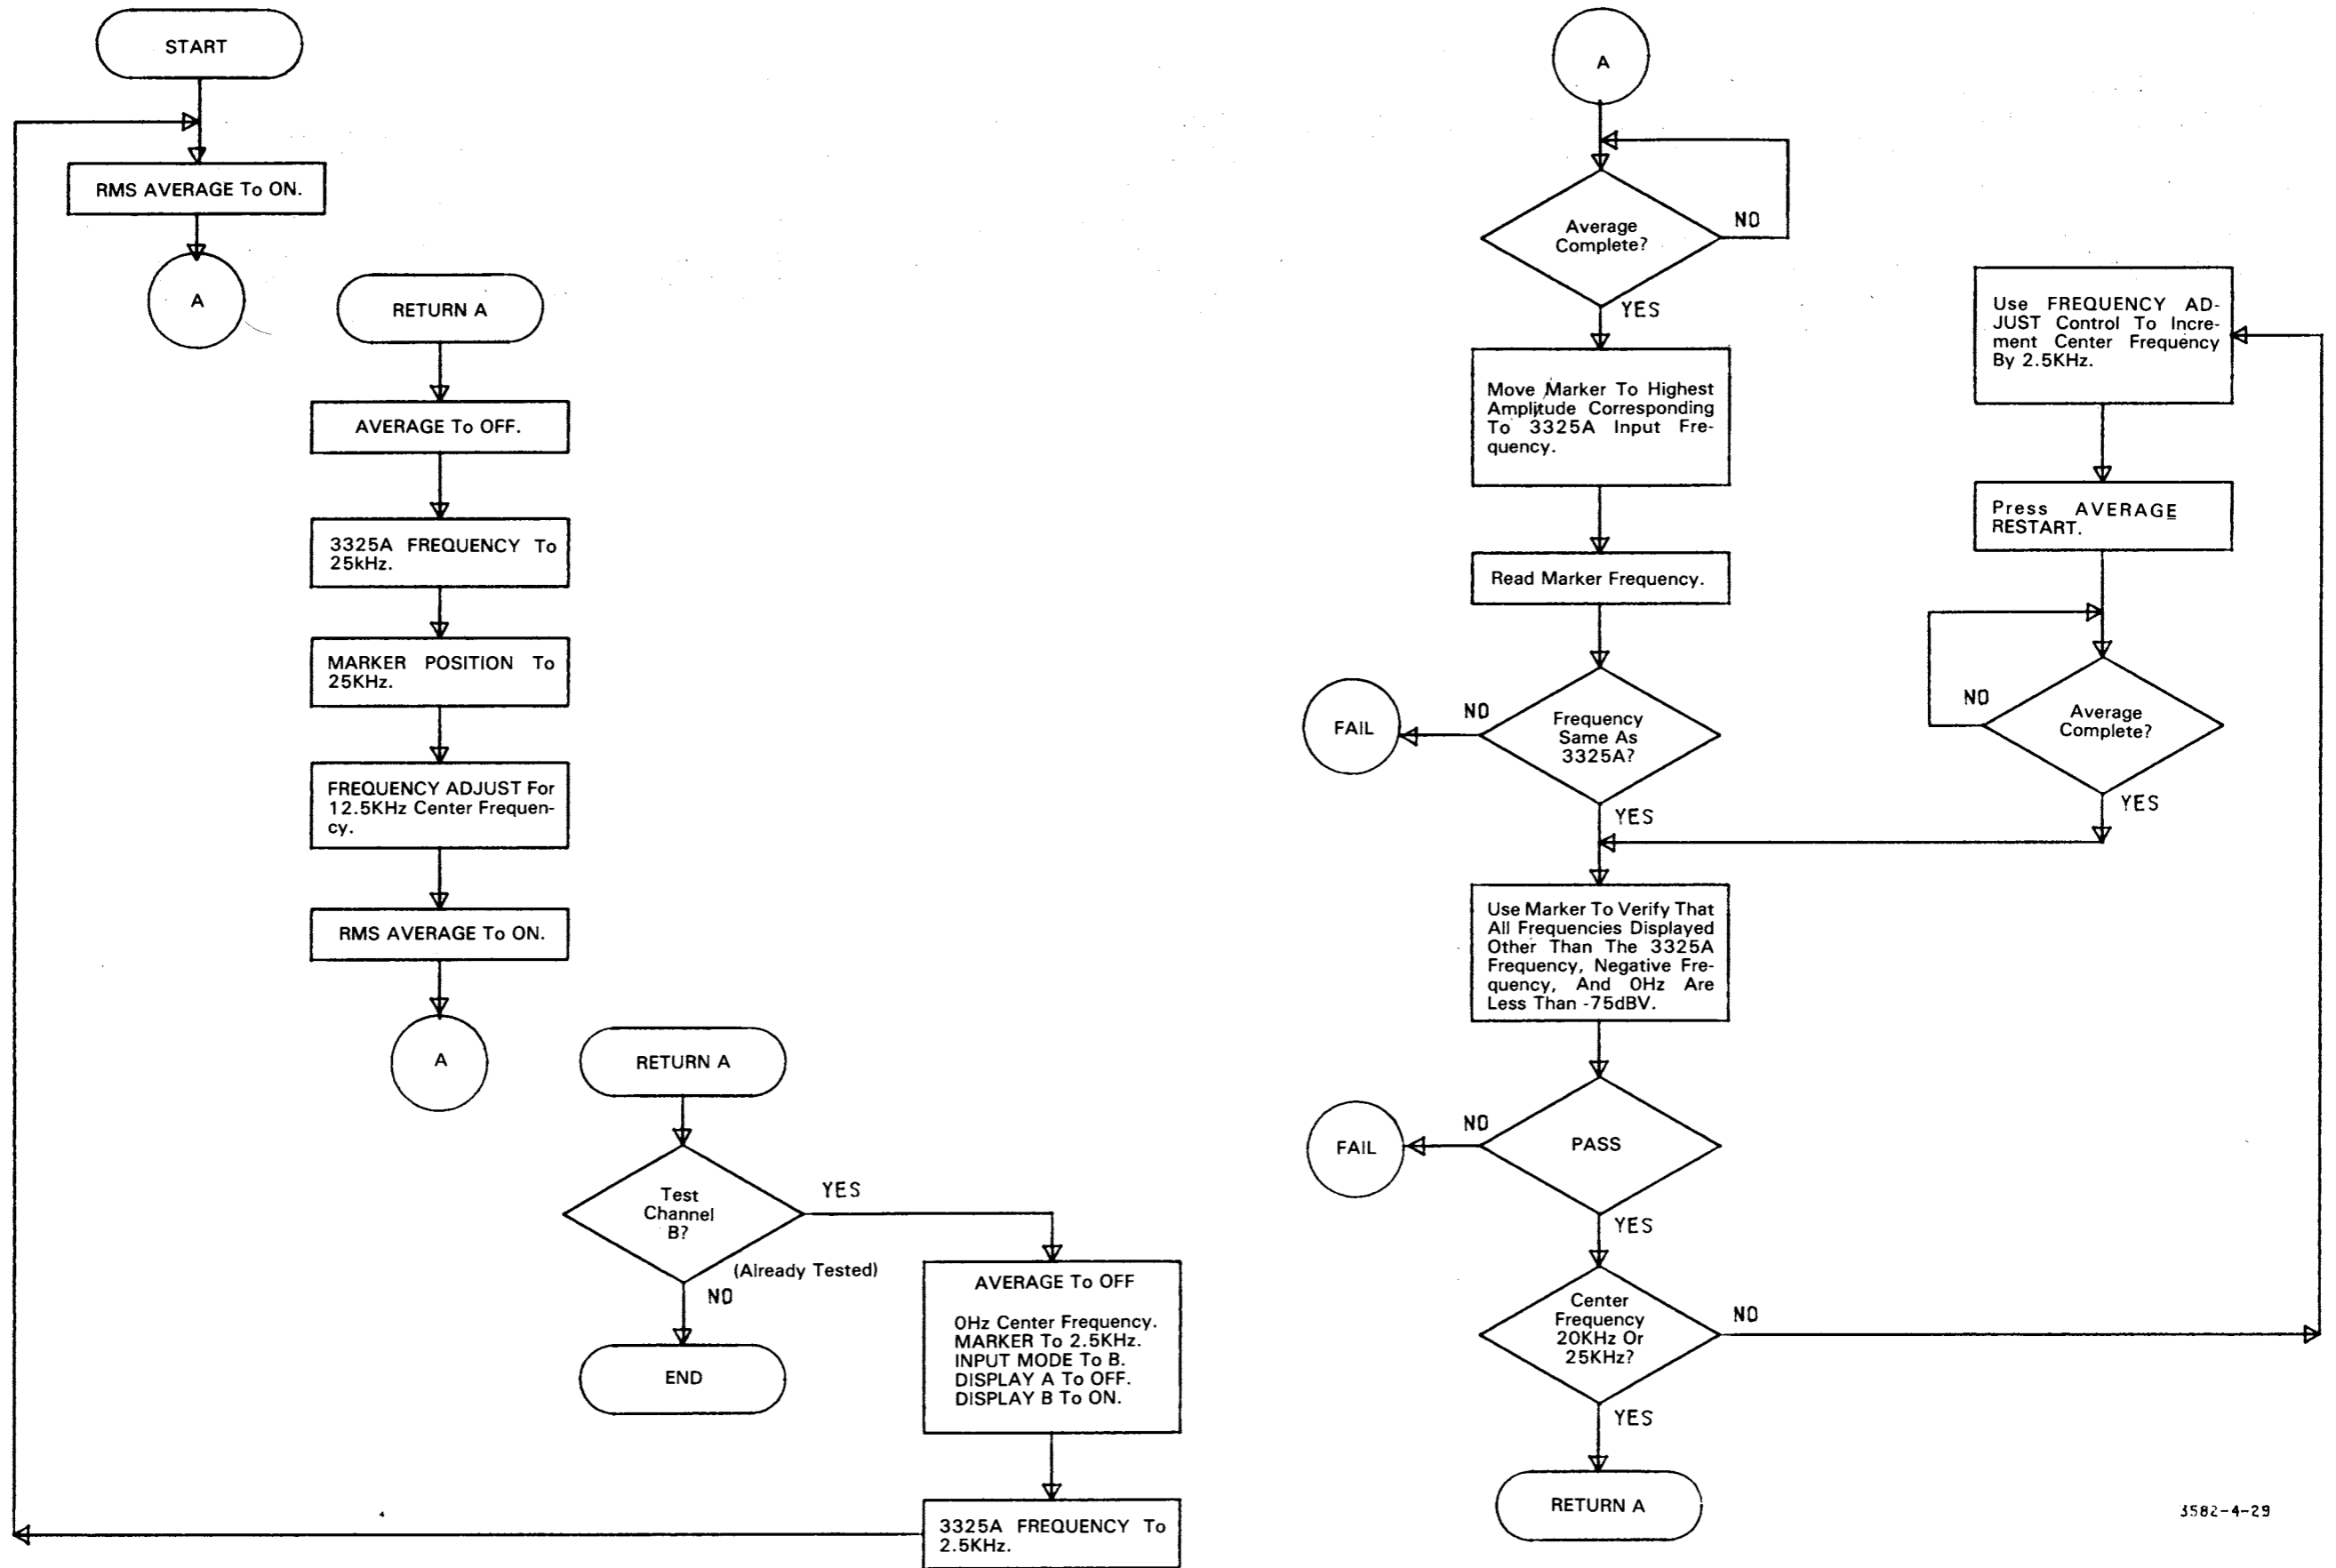 START
RMS AVERAGE To ON.
A
RETURN A
AVERAGE To OFF.
3325A FREQUENCY To
25kHz.
MARKER POSITION To
25KHz.
FREQUENCY ADJUST For
12.5KHz Center Frequen-
cy.
RMS AVERAGE To ON.
A
RETURN A
Test
Channel
B?
YES
(Already Tested)
NO
END
AVERAGE To OFF
0Hz Center Frequency.
MARKER To 2.5KHz.
INPUT MODE To B.
DISPLAY A To OFF.
DISPLAY B To ON.
3325A FREQUENCY To
2.5KHz.
A
Average
Complete?
NO
YES
Move Marker To Highest
Amplitude Corresponding
To 3325A Input Fre-
quency.
Read Marker Frequency.
Frequency
Same As
3325A?
NO
FAIL
YES
Use Marker To Verify That
All Frequencies Displayed
Other Than The 3325A
Frequency, Negative Fre-
quency, And 0Hz Are
Less Than -75dBV.
PASS
NO
FAIL
YES
Center
Frequency
20KHz Or
25KHz?
NO
YES
RETURN A
Use FREQUENCY AD-
JUST Control To Incre-
ment Center Frequency
By 2.5KHz.
Press AVERAGE
RESTART.
Average
Complete?
NO
YES
3582-4-29